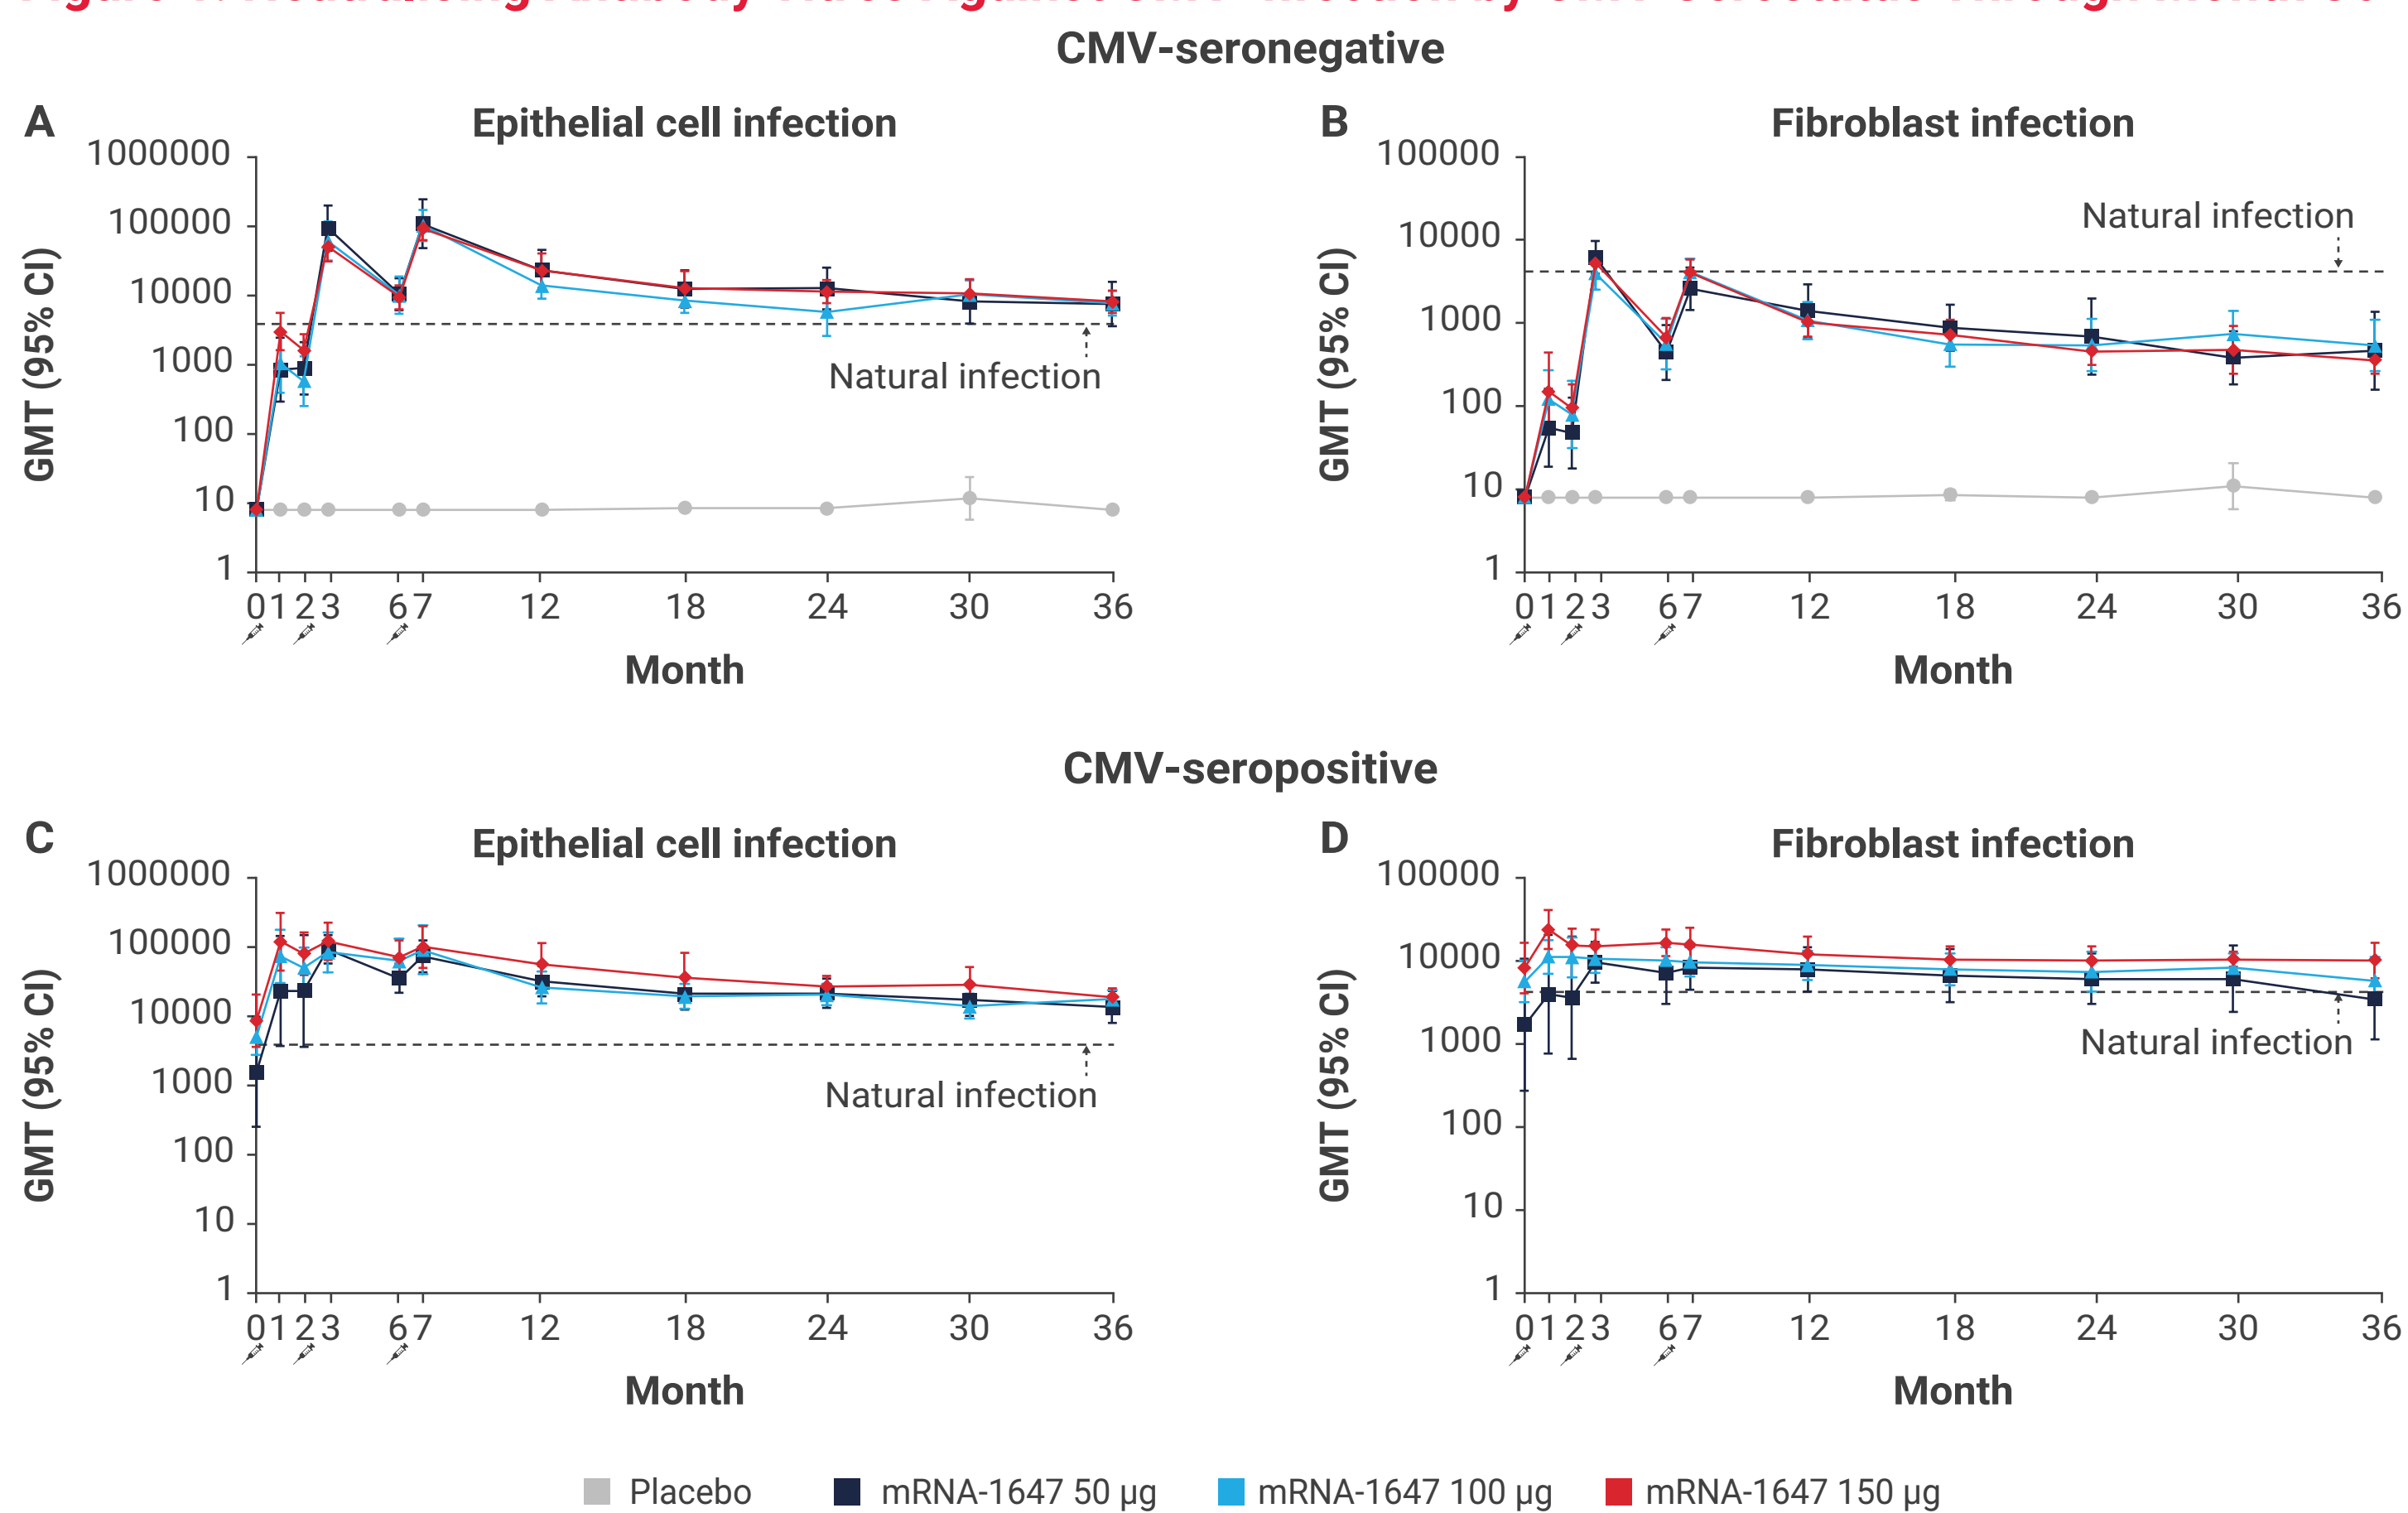 CMV-seronegative
A
Epithelial cell infection
1000000
100000
10000
1000
100
10
1
GMT (95% CI)
Natural infection
0 1 2 3 6 7 12 18 24 30 36
Month
B
Fibroblast infection
100000
10000
1000
100
10
1
GMT (95% CI)
Natural infection
0 1 2 3 6 7 12 18 24 30 36
Month
CMV-seropositive
C
Epithelial cell infection
1000000
100000
10000
1000
100
10
1
GMT (95% CI)
Natural infection
0 1 2 3 6 7 12 18 24 30 36
Month
D
Fibroblast infection
100000
10000
1000
100
10
1
GMT (95% CI)
Natural infection
0 1 2 3 6 7 12 18 24 30 36
Month
Placebo mRNA-1647 50 µg mRNA-1647 100 µg mRNA-1647 150 µg